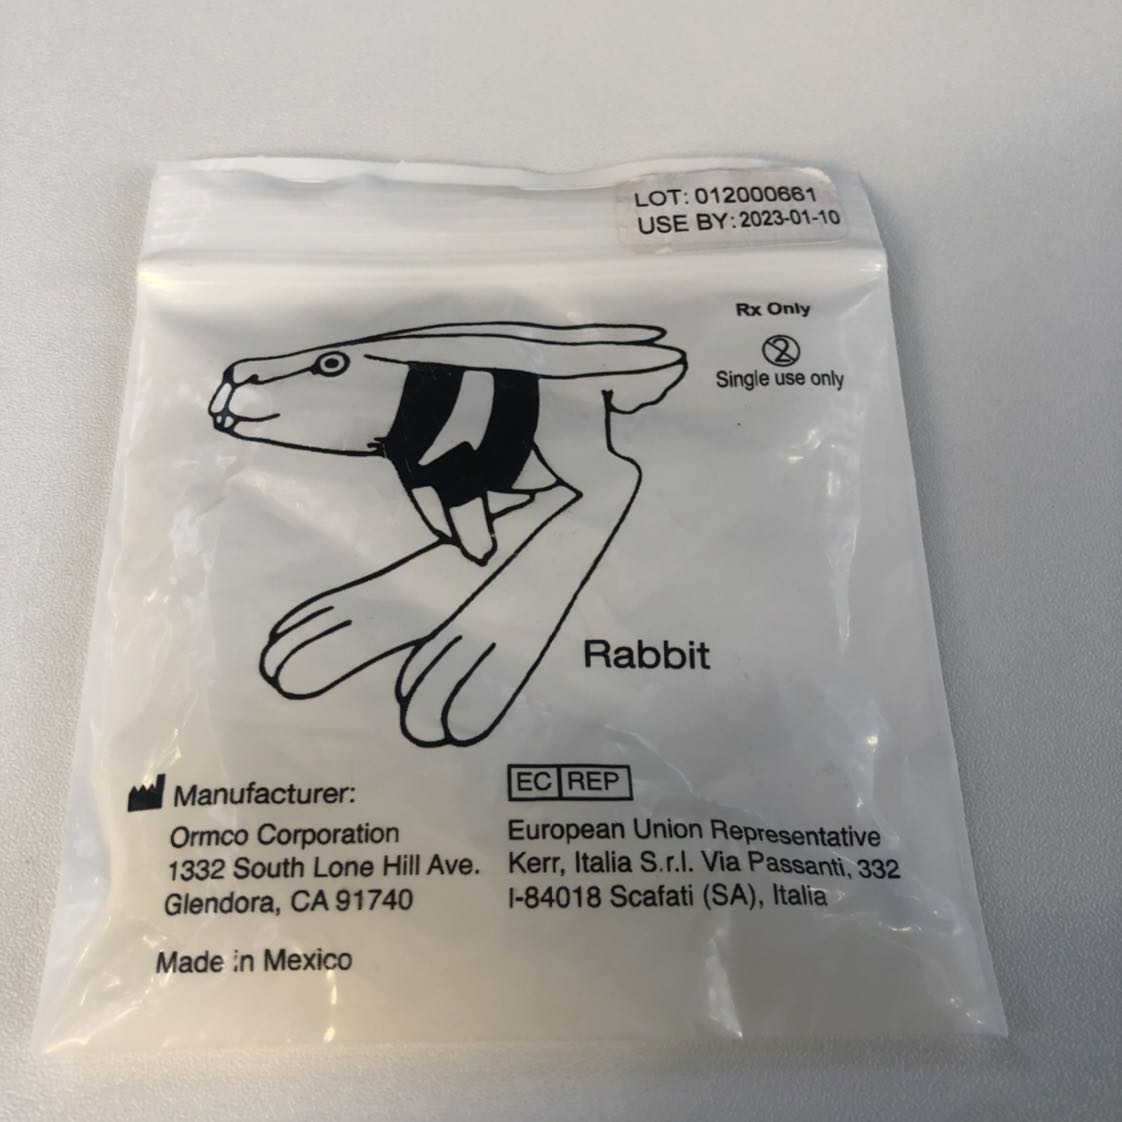 LOT: 012000661
USE BY: 2023-01-10
Rx Only
2
Single use only
Rabbit
Manufacturer:
Ormco Corporation
1332 South Lone Hill Ave.
Glendora, CA 91740
Made in Mexico
EC REP
European Union Representative
Kerr, Italia S.r.l. Via Passanti, 332
I-84018 Scafati (SA), Italia